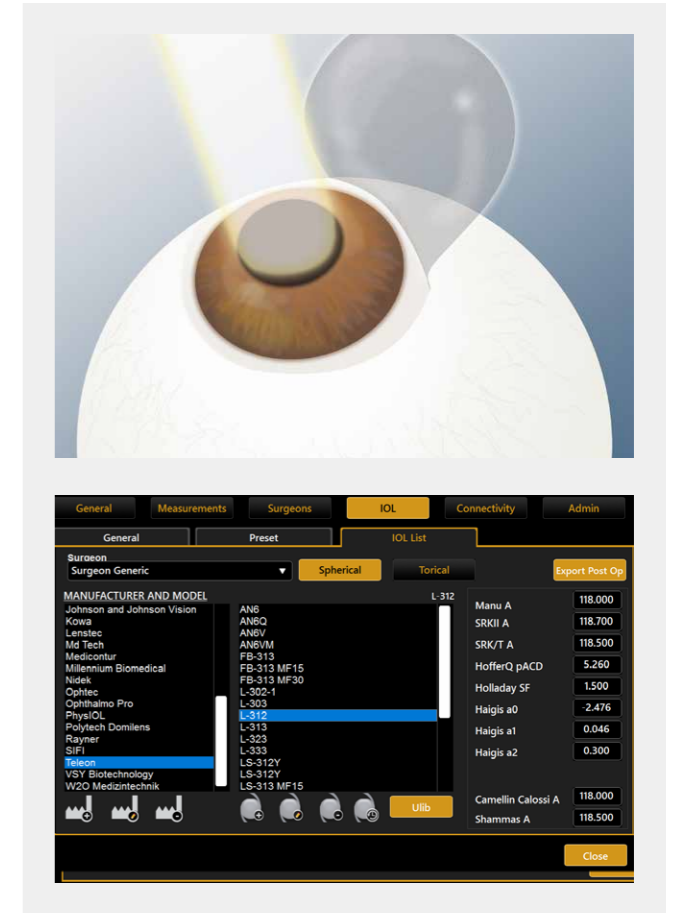 General Measurements Surgeons IOL Connectivity Admin
General Preset IOL List
Surgeon
Surgeon Generic Spherical Torical Export Post Op
MANUFACTURER AND MODEL L-312
Johnson and Johnson Vision
Kowa
Lenstec
Md Tech
Medicontur
Millennium Biomedical
Nidek
Ophtec
Ophthalmo Pro
PhysIOL
Polytech Domilens
Rayner
SIFI
Teleon
VSY Biotechnology
W2O Medizintechnik
AN6
AN6Q
AN6V
AN6VM
FB-313
FB-313 MF15
FB-313 MF30
L-302-1
L-303
L-312
L-313
L-323
L-333
LS-312Y
LS-312Y
LS-313 MF15
Ulib
Manu A 118.000
SRKII A 118.700
SRK/T A 118.500
HofferQ pACD 5.260
Holladay SF 1.500
Haigis a0 -2.476
Haigis a1 0.046
Haigis a2 0.300
Camellin Calossi A 118.000
Shammas A 118.500
Close